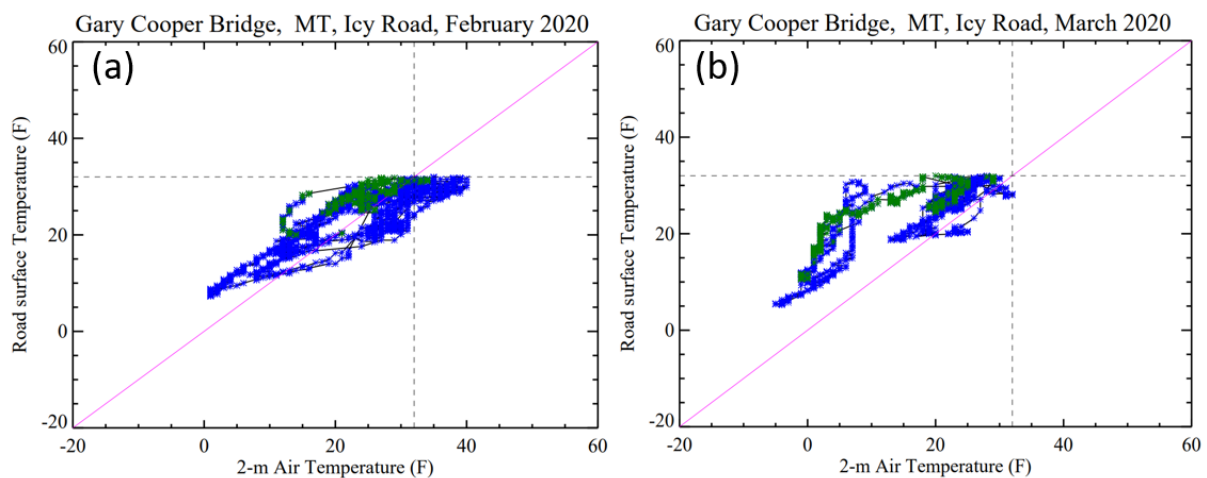 Gary Cooper Bridge, MT, Icy Road, February 2020
(a)
60
40
20
0
-20
Road surface Temperature (F)
-20 0 20 40 60
2-m Air Temperature (F)
Gary Cooper Bridge, MT, Icy Road, March 2020
(b)
60
40
20
0
-20
Road surface Temperature (F)
-20 0 20 40 60
2-m Air Temperature (F)